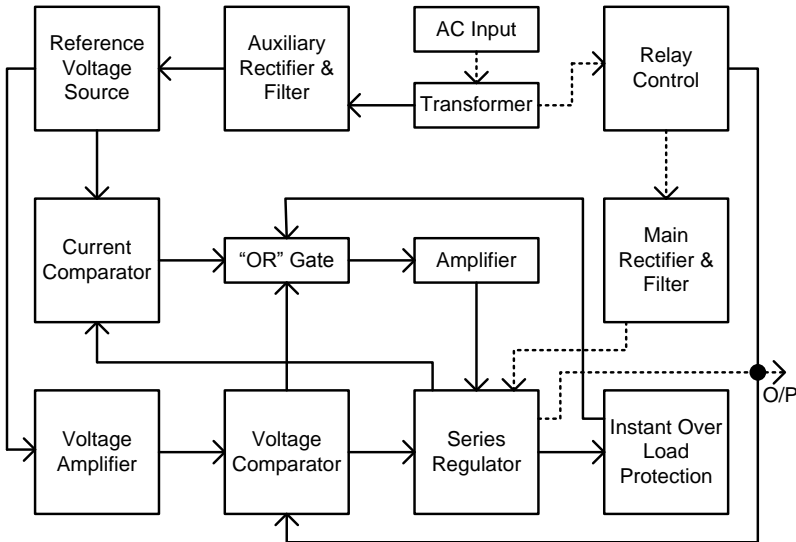 Reference
Voltage
Source
Auxiliary
Rectifier &
Filter
AC Input
Transformer
Relay
Control
Current
Comparator
“OR” Gate
Amplifier
Main
Rectifier &
Filter
O/P
Voltage
Amplifier
Voltage
Comparator
Series
Regulator
Instant Over
Load
Protection